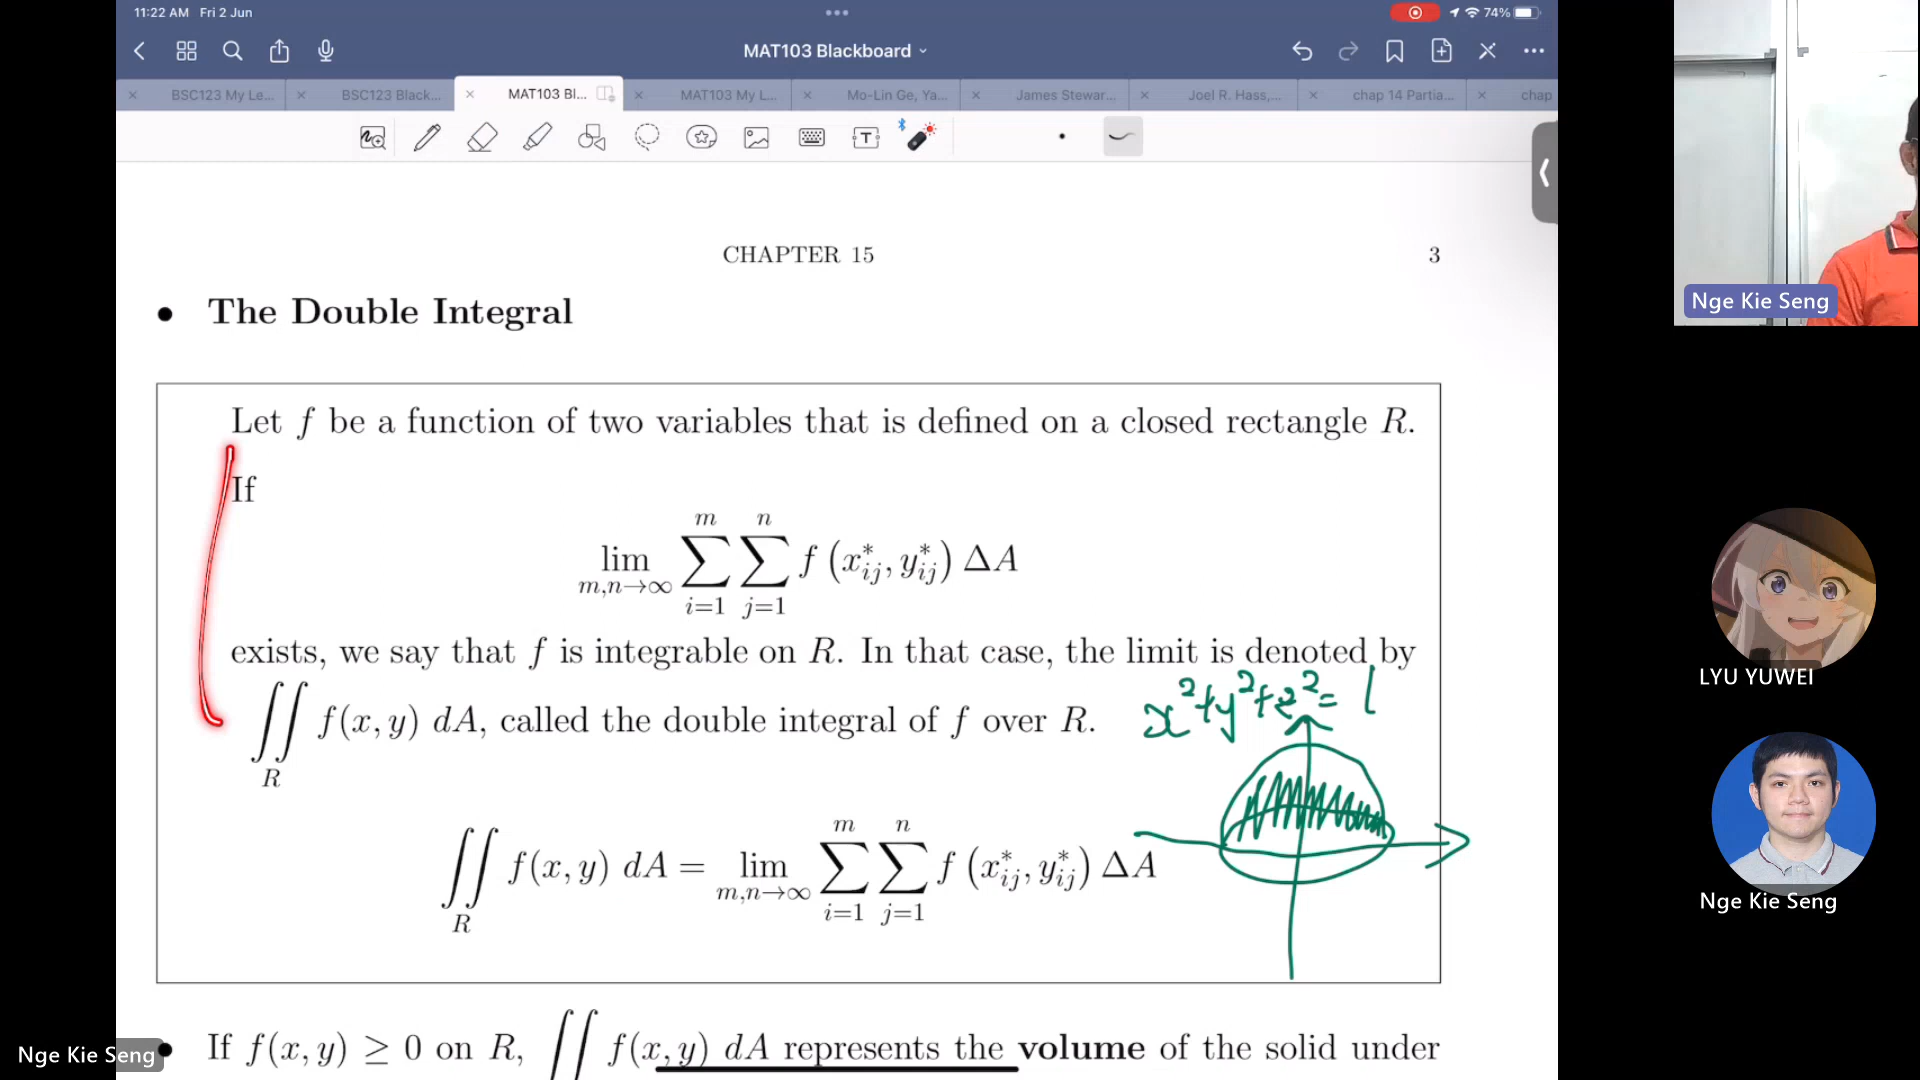 11:22 AM Fri 2 Jun
74%
MAT103 Blackboard
BSC123 My Le...
BSC123 Black...
MAT103 Bl...
MAT103 My L...
Mo-Lin Ge, Ya...
James Stewar...
Joel R. Hass,...
chap 14 Partia...
chap
CHAPTER 15 3
• The Double Integral
Let f be a function of two variables that is defined on a closed rectangle R.
If
lim_{m,n→∞} ∑_{i=1}^{m} ∑_{j=1}^{n} f (x*_{ij}, y*_{ij}) ΔA
exists, we say that f is integrable on R. In that case, the limit is denoted by
∬_R f(x, y) dA, called the double integral of f over R.
x²+y²+z²= 1
∬_R f(x, y) dA = lim_{m,n→∞} ∑_{i=1}^{m} ∑_{j=1}^{n} f (x*_{ij}, y*_{ij}) ΔA
• If f(x, y) ≥ 0 on R, ∬ f(x, y) dA represents the volume of the solid under
Nge Kie Seng
LYU YUWEI
Nge Kie Seng
Nge Kie Seng